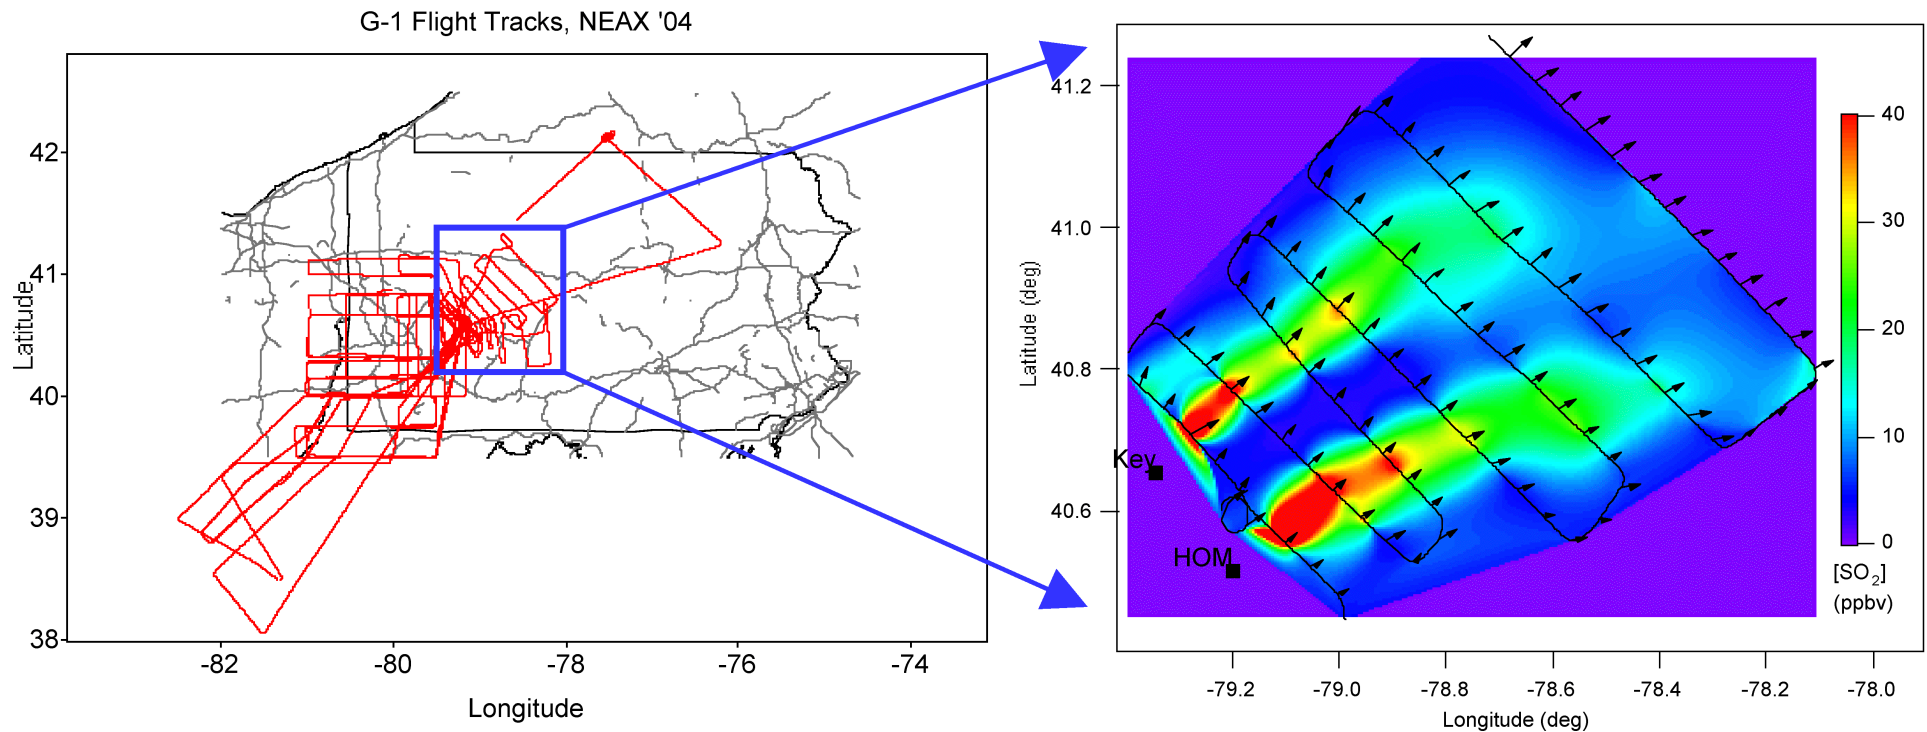 G-1 Flight Tracks, NEAX '04
Latitude
42
41
40
39
38
-82
-80
-78
-76
-74
Longitude
Latitude (deg)
41.2
41.0
40.8
40.6
Key
HOM
-79.2
-79.0
-78.8
-78.6
-78.4
-78.2
-78.0
Longitude (deg)
40
30
20
10
0
[SO2]
(ppbv)